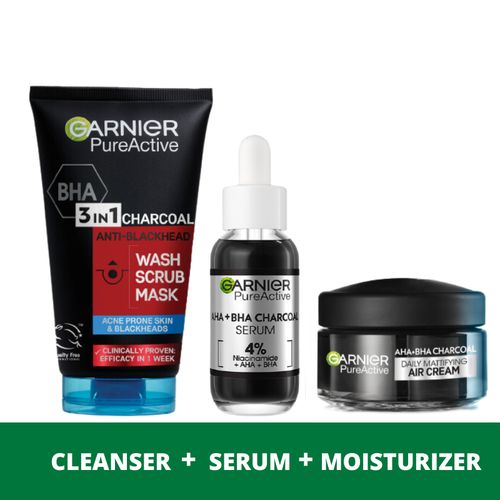 GARNIER
PureActive
BHA
3 IN 1 CHARCOAL
ANTI-BLACKHEAD
WASH
SCRUB
MASK
ACNE PRONE SKIN
& BLACKHEADS
✓ CLINICALLY PROVEN:
EFFICACY IN 1 WEEK
Cruelty Free
GARNIER
PureActive
AHA+BHA CHARCOAL
SERUM
4%
Niacinamide
+ AHA + BHA
GARNIER
PureActive
AHA+BHA CHARCOAL
DAILY MATTIFYING
AIR CREAM
CLEANSER + SERUM + MOISTURIZER